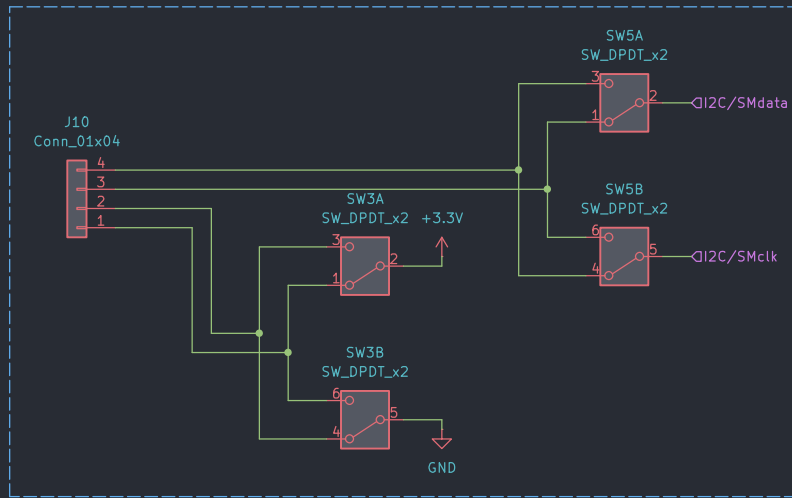 SW5A
SW_DPDT_x2
3
2
I2C/SMdata
1
J10
Conn_01x04
4
3
2
1
SW3A
SW_DPDT_x2
+3.3V
3
2
1
SW5B
SW_DPDT_x2
6
5
I2C/SMclk
4
SW3B
SW_DPDT_x2
6
5
4
GND